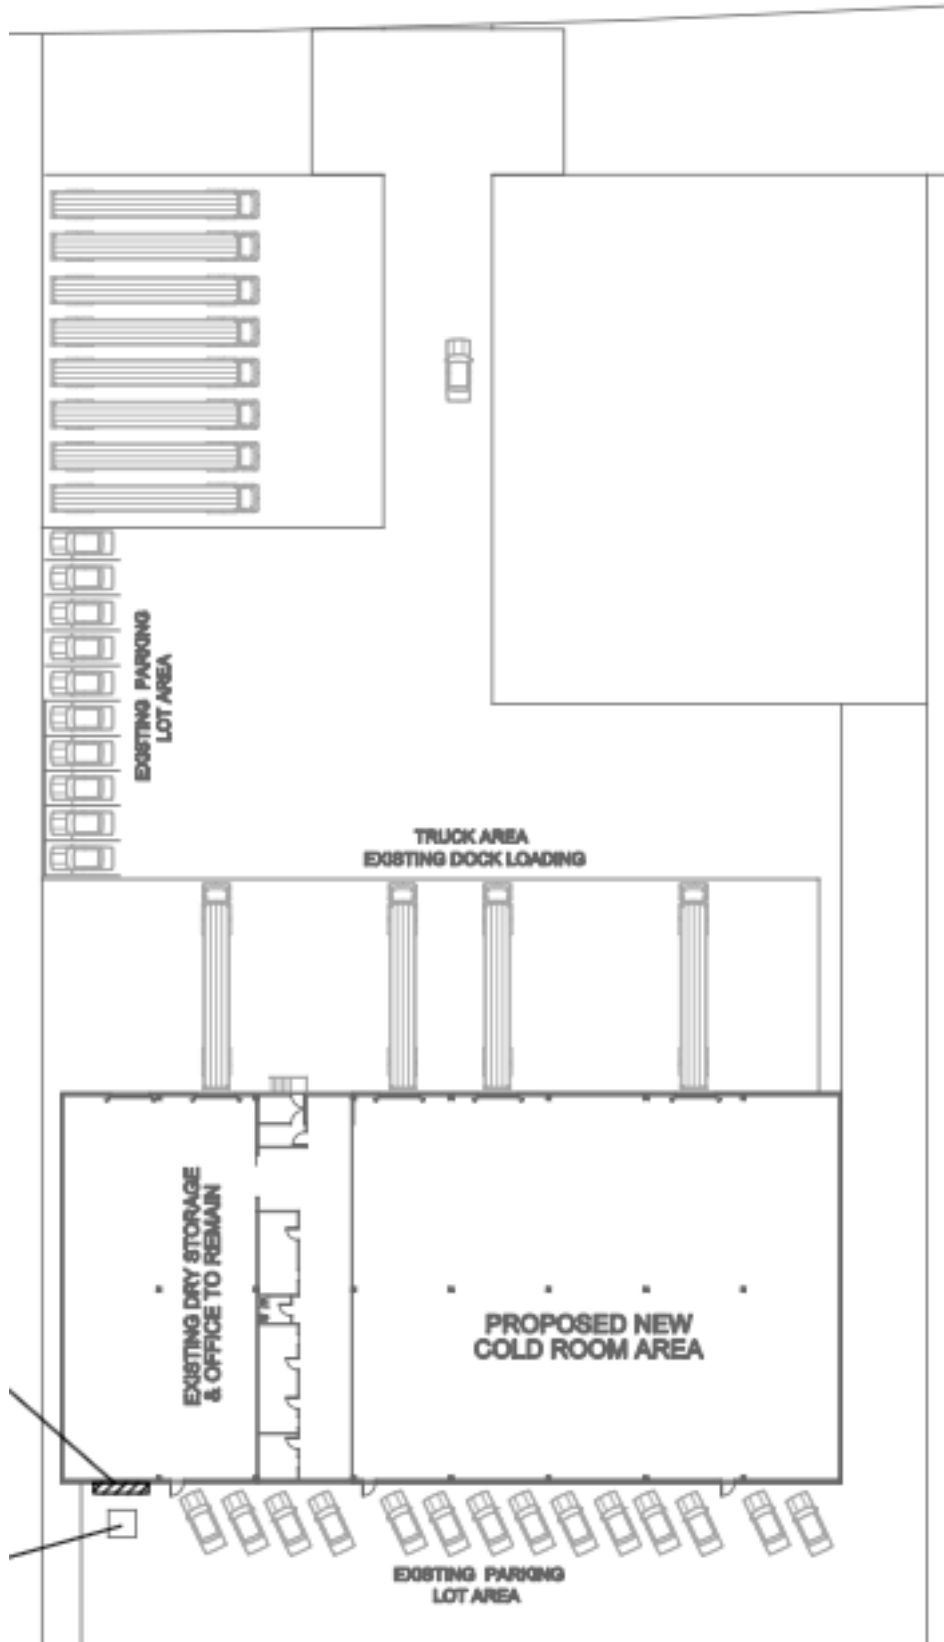 EXISTING PARKING
LOT AREA
TRUCK AREA
EXISTING DOCK LOADING
EXISTING DRY STORAGE
& OFFICE TO REMAIN
PROPOSED NEW
COLD ROOM AREA
EXISTING PARKING
LOT AREA